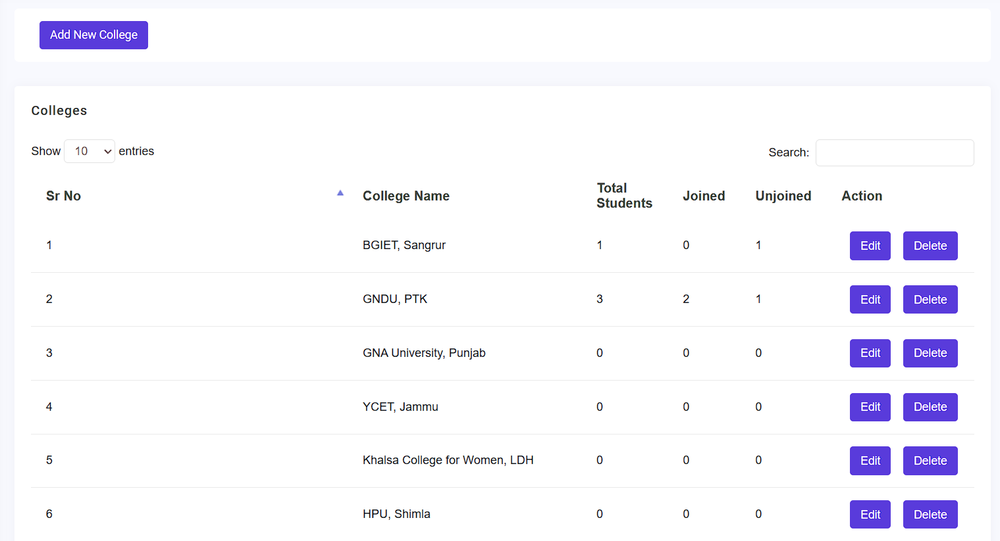 Add New College
Colleges
Show 10 entries
Search:
Sr No College Name Total Students Joined Unjoined Action
1 BGIET, Sangrur 1 0 1 Edit Delete
2 GNDU, PTK 3 2 1 Edit Delete
3 GNA University, Punjab 0 0 0 Edit Delete
4 YCET, Jammu 0 0 0 Edit Delete
5 Khalsa College for Women, LDH 0 0 0 Edit Delete
6 HPU, Shimla 0 0 0 Edit Delete